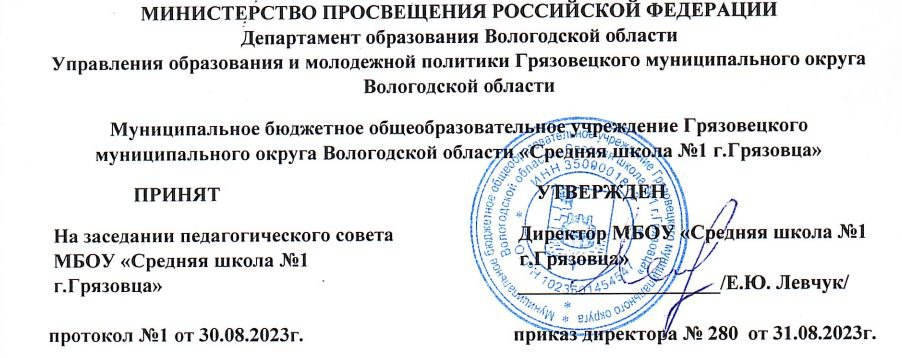 МИНИСТЕРСТВО ПРОСВЕЩЕНИЯ РОССИЙСКОЙ ФЕДЕРАЦИИ
Департамент образования Вологодской области
Управления образования и молодежной политики Грязовецкого муниципального округа
Вологодской области
Муниципальное бюджетное общеобразовательное учреждение Грязовецкого
муниципального округа Вологодской области «Средняя школа №1 г.Грязовца»
ПРИНЯТ
На заседании педагогического совета
МБОУ «Средняя школа №1
г.Грязовца»
протокол №1 от 30.08.2023г.
УТВЕРЖДЕН
Директор МБОУ «Средняя школа №1
г.Грязовца»
/Е.Ю. Левчук/
приказ директора № 280 от 31.08.2023г.